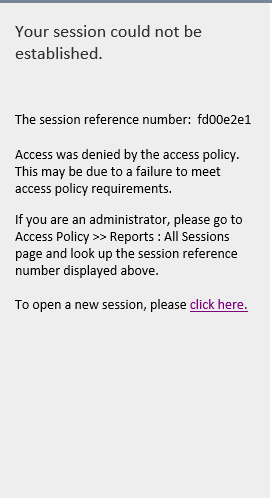 Your session could not be
established.
The session reference number:  fd00e2e1
Access was denied by the access policy.
This may be due to a failure to meet
access policy requirements.
If you are an administrator, please go to
Access Policy >> Reports : All Sessions
page and look up the session reference
number displayed above.
To open a new session, please click here.